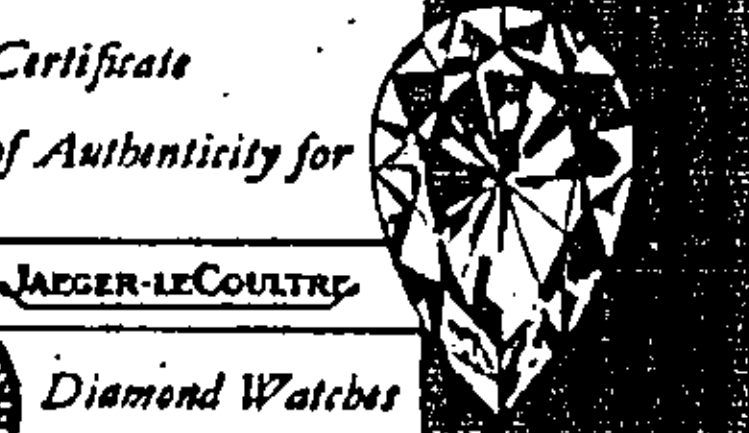 Certificate
of Authenticity for
JAEGER-LECOULTRE
Diamond Watches